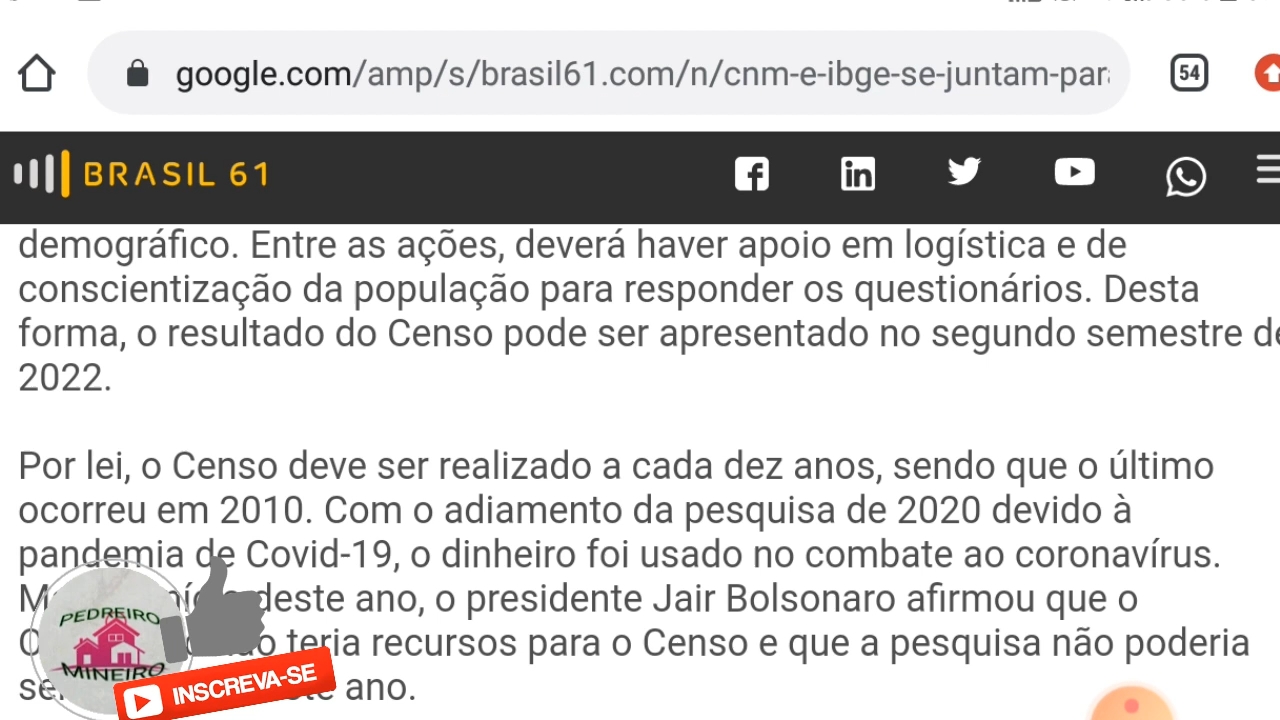 google.com/amp/s/brasil61.com/n/cnm-e-ibge-se-juntam-par
54
BRASIL 61
demográfico. Entre as ações, deverá haver apoio em logística e de
conscientização da população para responder os questionários. Desta
forma, o resultado do Censo pode ser apresentado no segundo semestre de
2022.
Por lei, o Censo deve ser realizado a cada dez anos, sendo que o último
ocorreu em 2010. Com o adiamento da pesquisa de 2020 devido à
pandemia de Covid-19, o dinheiro foi usado no combate ao coronavírus.
deste ano, o presidente Jair Bolsonaro afirmou que o
teria recursos para o Censo e que a pesquisa não poderia
ano.
PEDREIRO
MINEIRO
INSCREVA-SE